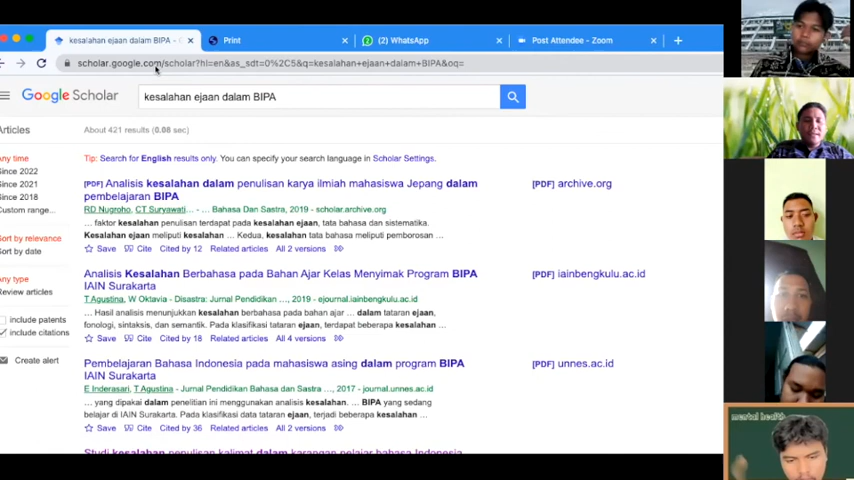 kesalahan ejaan dalam BIPA -
Print
(2) WhatsApp
Post Attendee - Zoom
scholar.google.com/scholar?hl=en&as_sdt=0%2C5&q=kesalahan+ejaan+dalam+BIPA&oq=
Google Scholar
kesalahan ejaan dalam BIPA
Articles
About 421 results (0.08 sec)
Any time
Since 2022
Since 2021
Since 2018
Custom range...
Sort by relevance
Sort by date
Any type
Review articles
include patents
include citations
Create alert
Tip: Search for English results only. You can specify your search language in Scholar Settings.
[PDF] Analisis kesalahan dalam penulisan karya ilmiah mahasiswa Jepang dalam
pembelajaran BIPA
RD Nugroho, CT Suryawati... - ... Bahasa Dan Sastra, 2019 - scholar.archive.org
... faktor kesalahan penulisan terdapat pada kesalahan ejaan, tata bahasa dan sistematika.
Kesalahan ejaan meliputi kesalahan ... Kedua, kesalahan tata bahasa meliputi pemborosan ...
Save Cite Cited by 12 Related articles All 2 versions
[PDF] archive.org
Analisis Kesalahan Berbahasa pada Bahan Ajar Kelas Menyimak Program BIPA
IAIN Surakarta
T Agustina, W Oktavia - Disastra: Jurnal Pendidikan ..., 2019 - ejournal.iainbengkulu.ac.id
... Hasil analisis menunjukkan kesalahan berbahasa pada bahan ajar ... dalam tataran ejaan,
fonologi, sintaksis, dan semantik. Pada klasifikasi tataran ejaan, terdapat beberapa kesalahan ...
Save Cite Cited by 18 Related articles All 4 versions
[PDF] iainbengkulu.ac.id
Pembelajaran Bahasa Indonesia pada mahasiswa asing dalam program BIPA
IAIN Surakarta
E Inderasari, T Agustina - Jurnal Pendidikan Bahasa dan Sastra ..., 2017 - journal.unnes.ac.id
... yang dipakai dalam penelitian ini menggunakan analisis kesalahan. ... BIPA yang sedang
belajar di IAIN Surakarta. Pada klasifikasi data tataran ejaan, terjadi beberapa kesalahan ...
Save Cite Cited by 36 Related articles All 2 versions
[PDF] unnes.ac.id
Studi kesalahan penulisan kalimat dalam karangan pelajar bahasa Indonesia
mental health